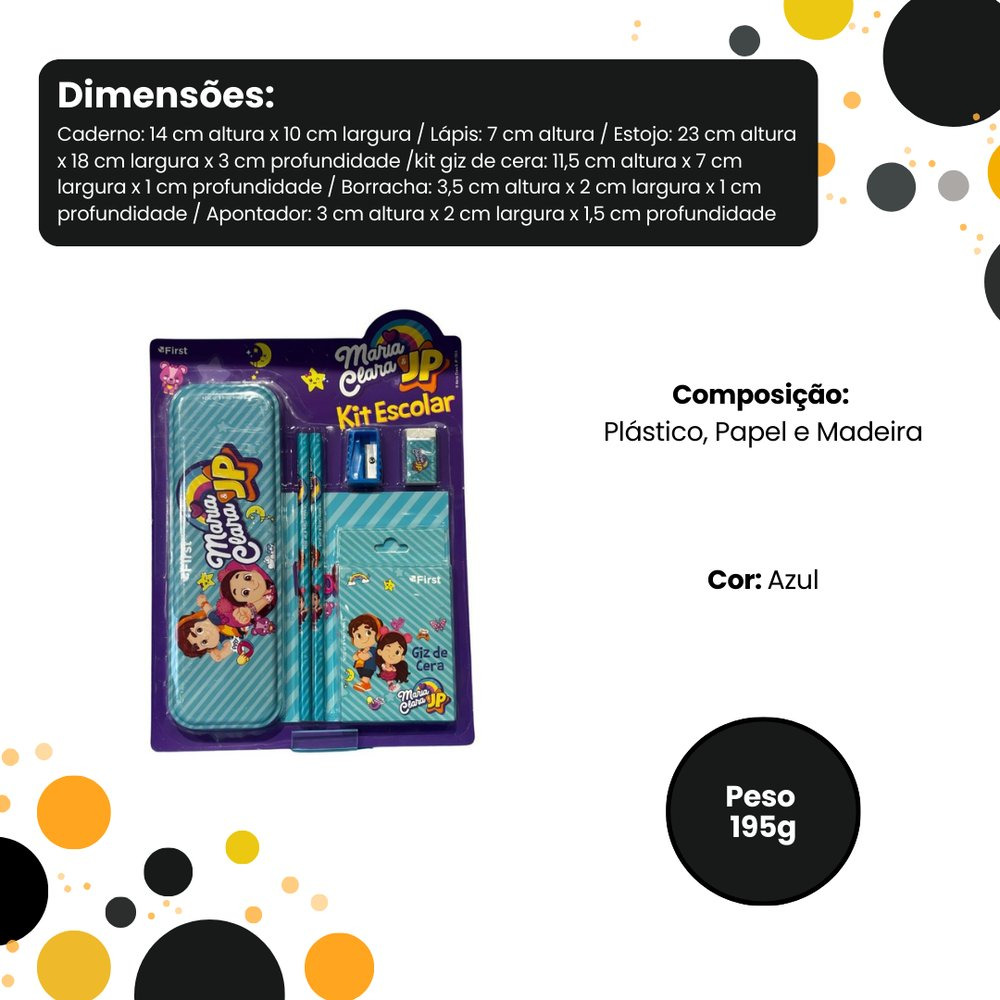 Dimensões:
Caderno: 14 cm altura x 10 cm largura / Lápis: 7 cm altura / Estojo: 23 cm altura
x 18 cm largura x 3 cm profundidade /kit giz de cera: 11,5 cm altura x 7 cm
largura x 1 cm profundidade / Borracha: 3,5 cm altura x 2 cm largura x 1 cm
profundidade / Apontador: 3 cm altura x 2 cm largura x 1,5 cm profundidade
First
Maria
Clara & JP
Kit Escolar
Maria
Clara & JP
First
First
Giz de
Cera
Maria
Clara JP
Composição:
Plástico, Papel e Madeira
Cor: Azul
Peso
195g